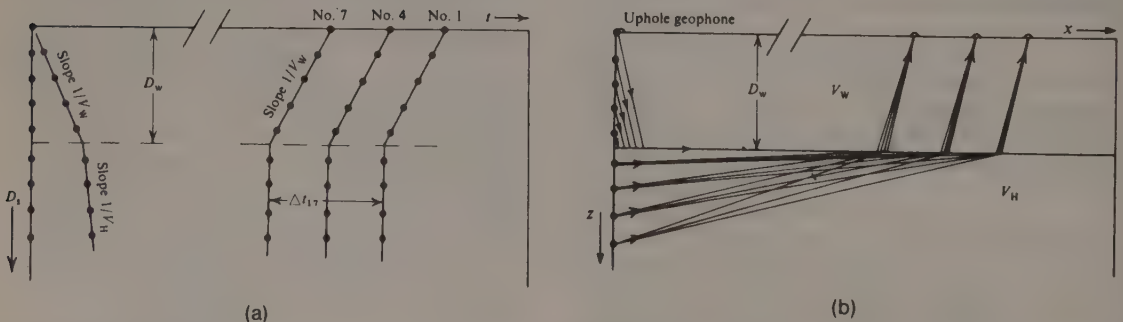 No. 7 No. 4 No. 1 t
D_w
Slope 1/V_w
Slope 1/V_w
Slope 1/V_H
D_s
Δt_17
(a)
Uphole geophone x
D_w V_W
V_H
z
(b)